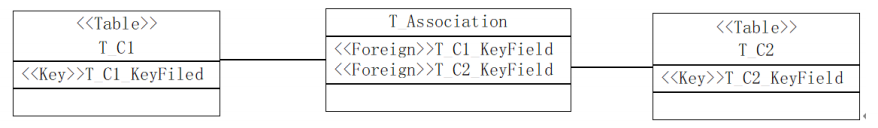 <<Table>>
T_C1
<<Key>>T_C1_KeyFiled
T_Association
<<Foreign>>T_C1_KeyField
<<Foreign>>T_C2_KeyField
<<Table>>
T_C2
<<Key>>T_C2_KeyField